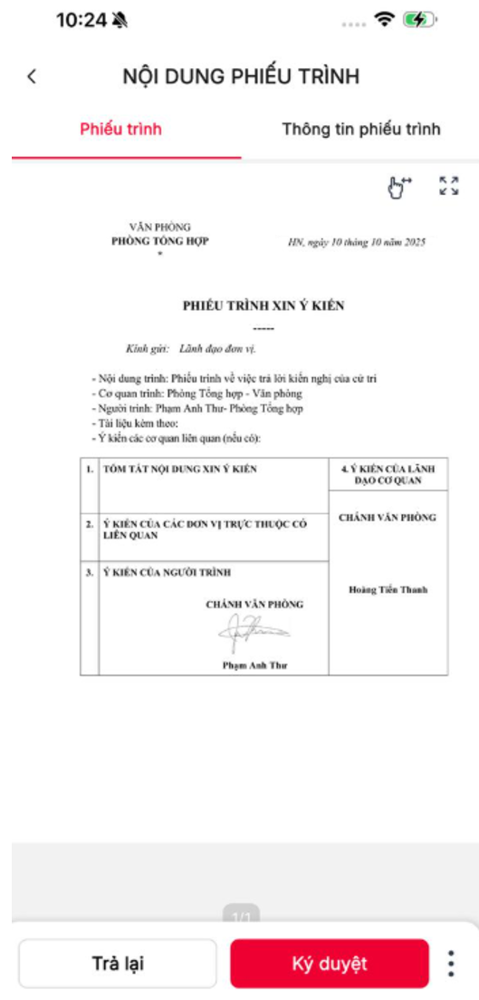 10:24
NỘI DUNG PHIẾU TRÌNH
Phiếu trình
Thông tin phiếu trình
VĂN PHÒNG
PHÒNG TỔNG HỢP
*
HN, ngày 10 tháng 10 năm 2025
PHIẾU TRÌNH XIN Ý KIẾN
-----
Kính gửi: Lãnh đạo đơn vị.
- Nội dung trình: Phiếu trình về việc trả lời kiến nghị của cử tri
- Cơ quan trình: Phòng Tổng hợp - Văn phòng
- Người trình: Phạm Anh Thư- Phòng Tổng hợp
- Tài liệu kèm theo:
- Ý kiến các cơ quan liên quan (nếu có):
1. TÓM TẮT NỘI DUNG XIN Ý KIẾN
4. Ý KIẾN CỦA LÃNH
ĐẠO CƠ QUAN
CHÁNH VĂN PHÒNG
Hoàng Tiến Thanh
2. Ý KIẾN CỦA CÁC ĐƠN VỊ TRỰC THUỘC CÓ
LIÊN QUAN
3. Ý KIẾN CỦA NGƯỜI TRÌNH
CHÁNH VĂN PHÒNG
Phạm Anh Thư
1/1
Trả lại
Ký duyệt